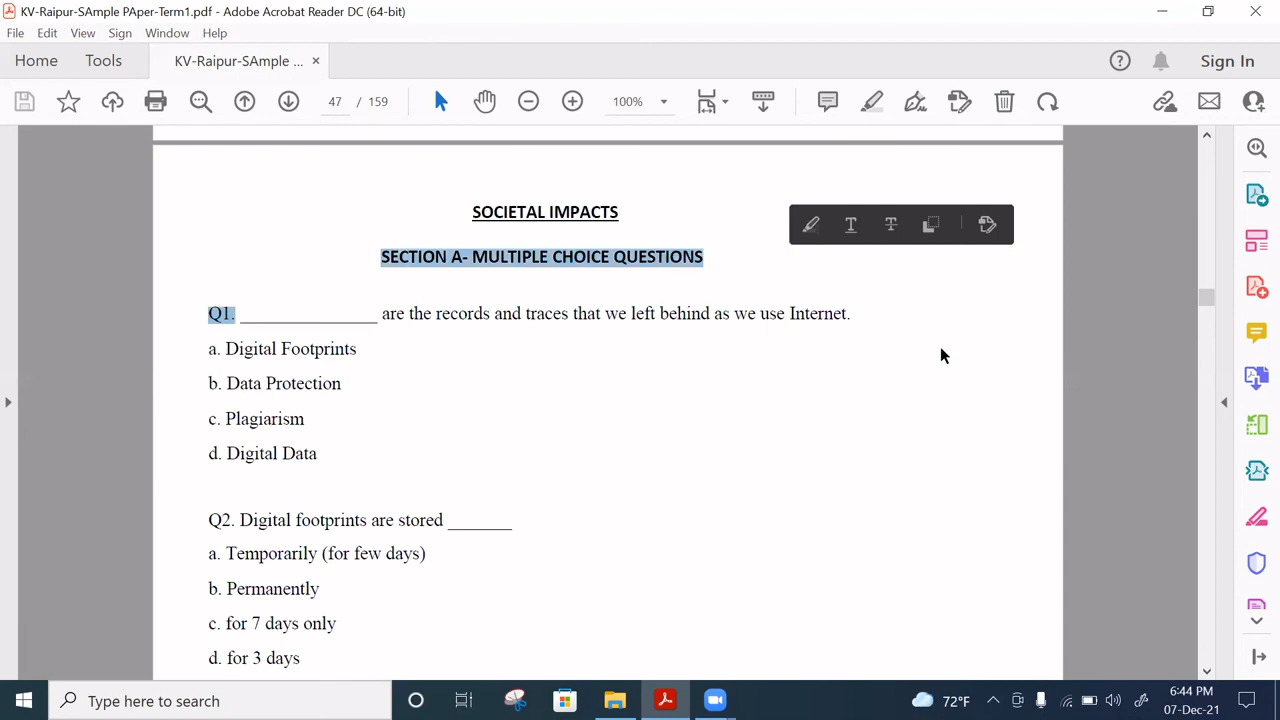 KV-Raipur-SAmple PAper-Term1.pdf - Adobe Acrobat Reader DC (64-bit)
File Edit View Sign Window Help
Home Tools KV-Raipur-SAmple ... × Sign In
47 / 159 100%
SOCIETAL IMPACTS
SECTION A- MULTIPLE CHOICE QUESTIONS
Q1. _______________ are the records and traces that we left behind as we use Internet.
a. Digital Footprints
b. Data Protection
c. Plagiarism
d. Digital Data
Q2. Digital footprints are stored _______
a. Temporarily (for few days)
b. Permanently
c. for 7 days only
d. for 3 days
Type here to search
72°F
6:44 PM
07-Dec-21